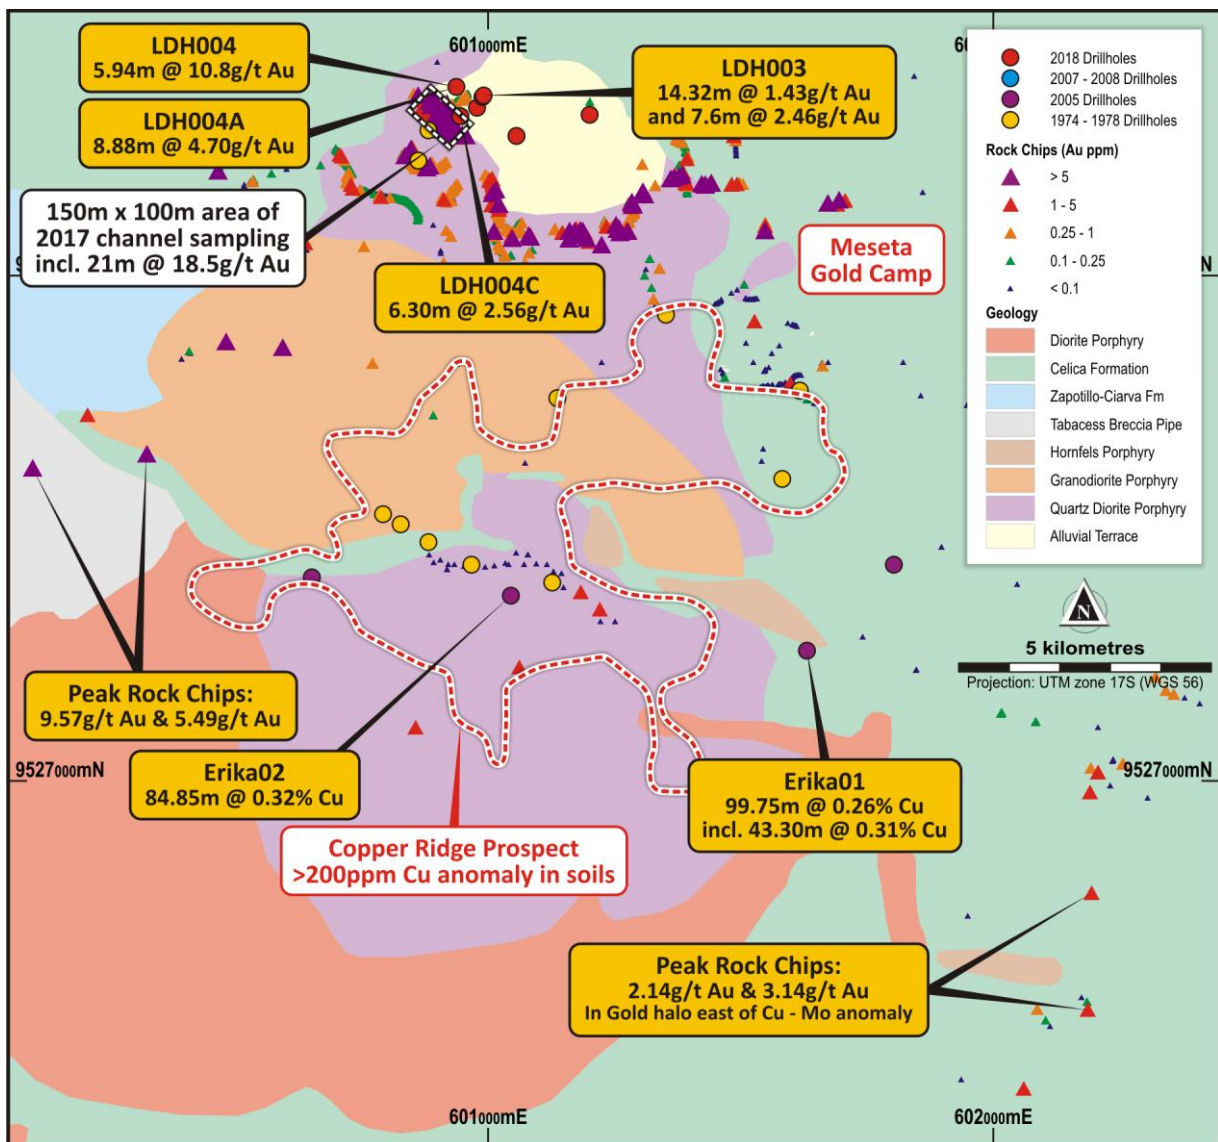 601000mE
60
LDH004
5.94m @ 10.8g/t Au
LDH003
14.32m @ 1.43g/t Au
and 7.6m @ 2.46g/t Au
LDH004A
8.88m @ 4.70g/t Au
150m x 100m area of
2017 channel sampling
incl. 21m @ 18.5g/t Au
LDH004C
6.30m @ 2.56g/t Au
Meseta
Gold Camp
9
N
2018 Drillholes
2007 - 2008 Drillholes
2005 Drillholes
1974 - 1978 Drillholes
Rock Chips (Au ppm)
> 5
1 - 5
0.25 - 1
0.1 - 0.25
< 0.1
Geology
Diorite Porphyry
Celica Formation
Zapotillo-Ciarva Fm
Tabacess Breccia Pipe
Hornfels Porphyry
Granodiorite Porphyry
Quartz Diorite Porphyry
Alluvial Terrace
N
5 kilometres
Projection: UTM zone 17S (WGS 56)
Peak Rock Chips:
9.57g/t Au & 5.49g/t Au
9527000mN
9527000mN
Erika02
84.85m @ 0.32% Cu
Erika01
99.75m @ 0.26% Cu
incl. 43.30m @ 0.31% Cu
Copper Ridge Prospect
>200ppm Cu anomaly in soils
Peak Rock Chips:
2.14g/t Au & 3.14g/t Au
In Gold halo east of Cu - Mo anomaly
601000mE
602000mE